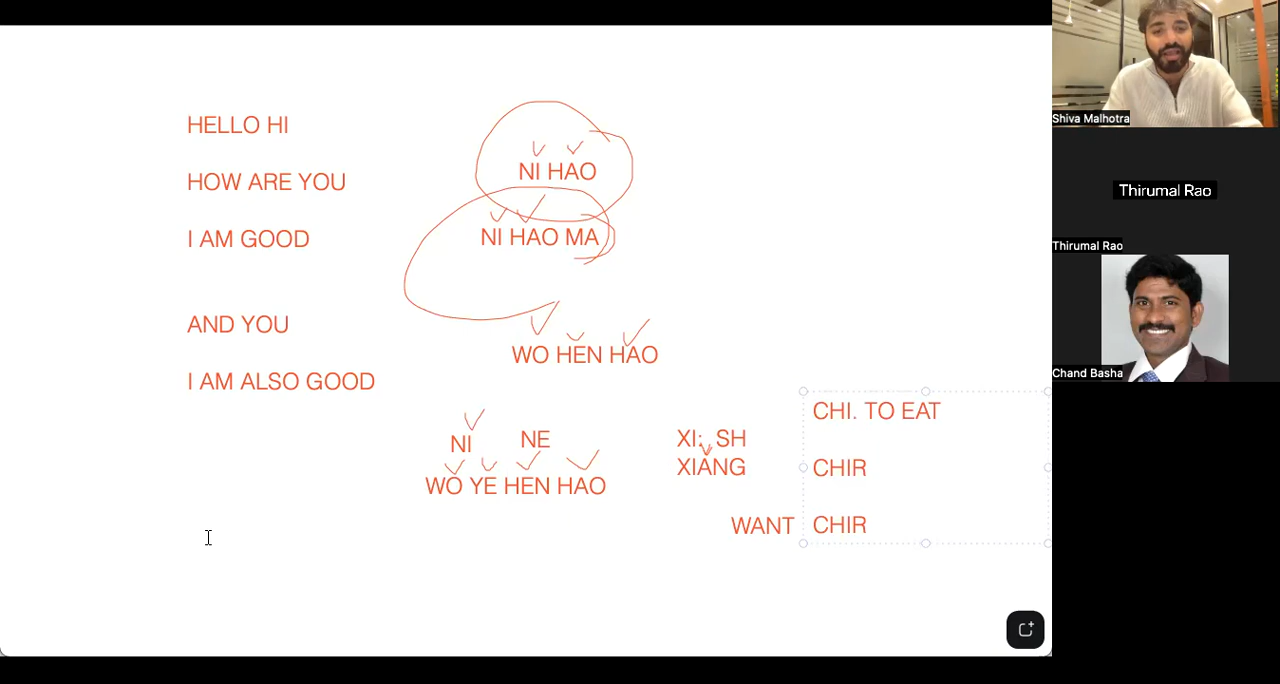 HELLO HI
HOW ARE YOU
I AM GOOD
AND YOU
I AM ALSO GOOD
NI HAO
NI HAO MA
WO HEN HAO
NI NE
WO YE HEN HAO
XI: SH
XIANG
WANT
CHI. TO EAT
CHIR
CHIR
Shiva Malhotra
Thirumal Rao
Thirumal Rao
Chand Basha